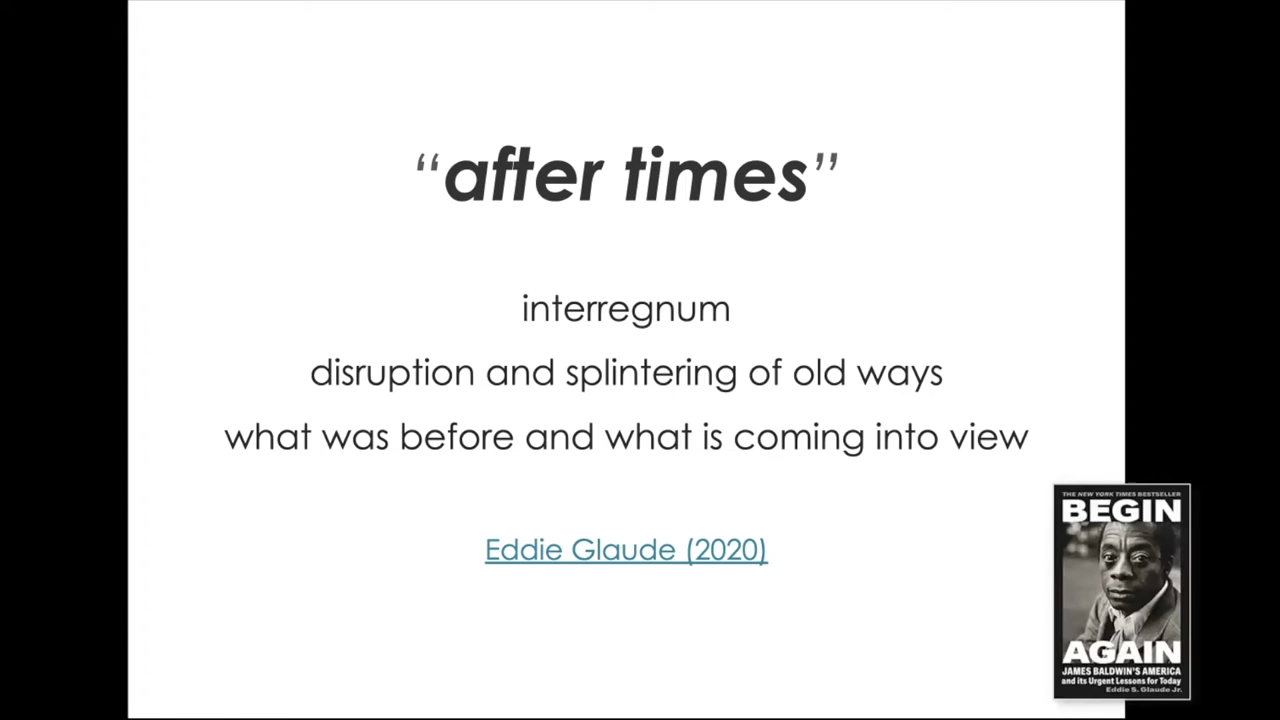 “after times”
interregnum
disruption and splintering of old ways
what was before and what is coming into view
Eddie Glaude (2020)
THE NEW YORK TIMES BESTSELLER
BEGIN
AGAIN
JAMES BALDWIN'S AMERICA
and its Urgent Lessons for Today
Eddie S. Glaude Jr.